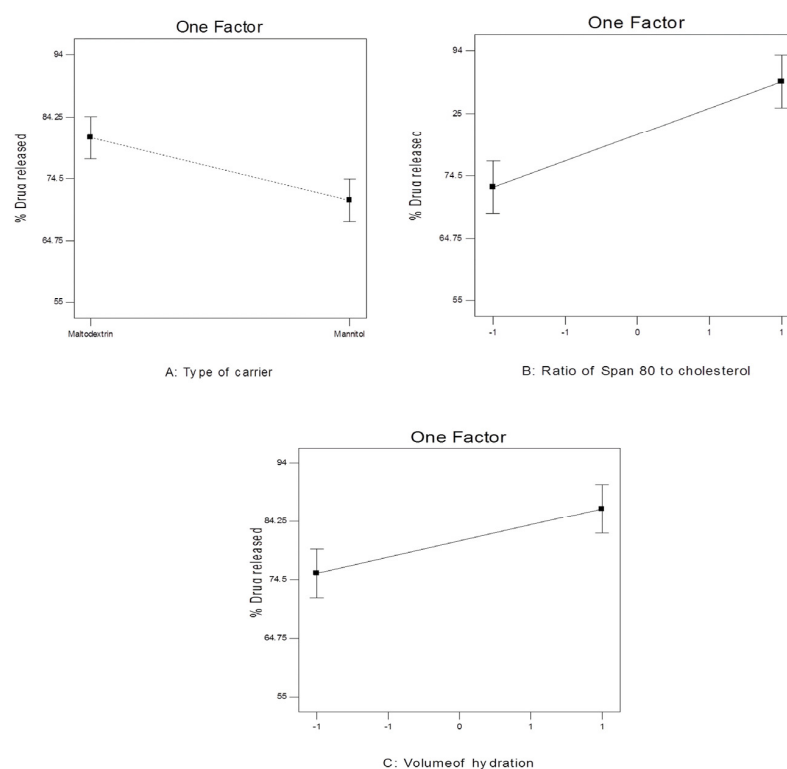 One Factor
94
84.25
74.5
64.75
55
% Drug released
Maltodextrin Mannitol
A: Type of carrier
One Factor
94
25
74.5
64.75
55
% Drug released
-1 -1 0 1 1
B: Ratio of Span 80 to cholesterol
One Factor
94
84.25
74.5
64.75
55
% Drug released
-1 -1 0 1 1
C: Volumeof hydration